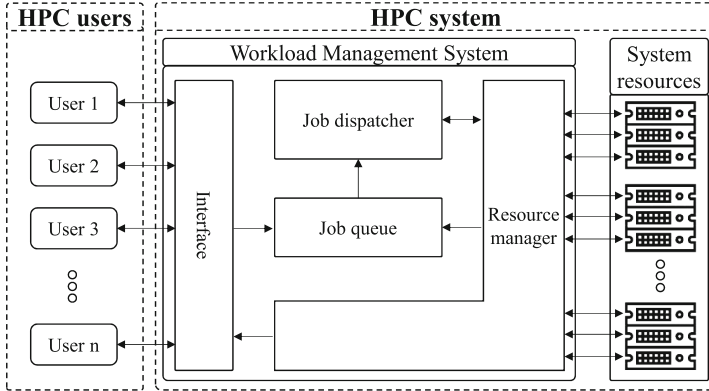 HPC users
HPC system
Workload Management System
System
resources
User 1
User 2
User 3
User n
Interface
Job dispatcher
Job queue
Resource
manager